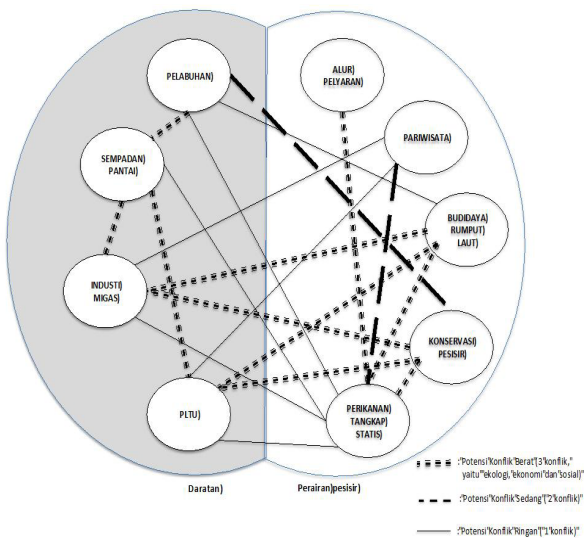 PELABUHAN)
ALUR)
PELYARAN)
PARIWISATA)
SEMPADAN)
PANTAI)
BUDIDAYA)
RUMPUT)
LAUT)
INDUSTI)
MIGAS)
KONSERVASI)
PESISIR)
PLTU)
PERIKANAN)
TANGKAP)
STATIS)
Daratan)
Perairan)pesisir)
:"Potensi"Konflik"Berat"(3"konflik,"
yaitu""ekologi,"ekonomi"dan"sosial)"
:"Potensi"Konflik"Sedang"("2"konflik)"
:"Potensi"Konflik"Ringan"("1"konflik)"